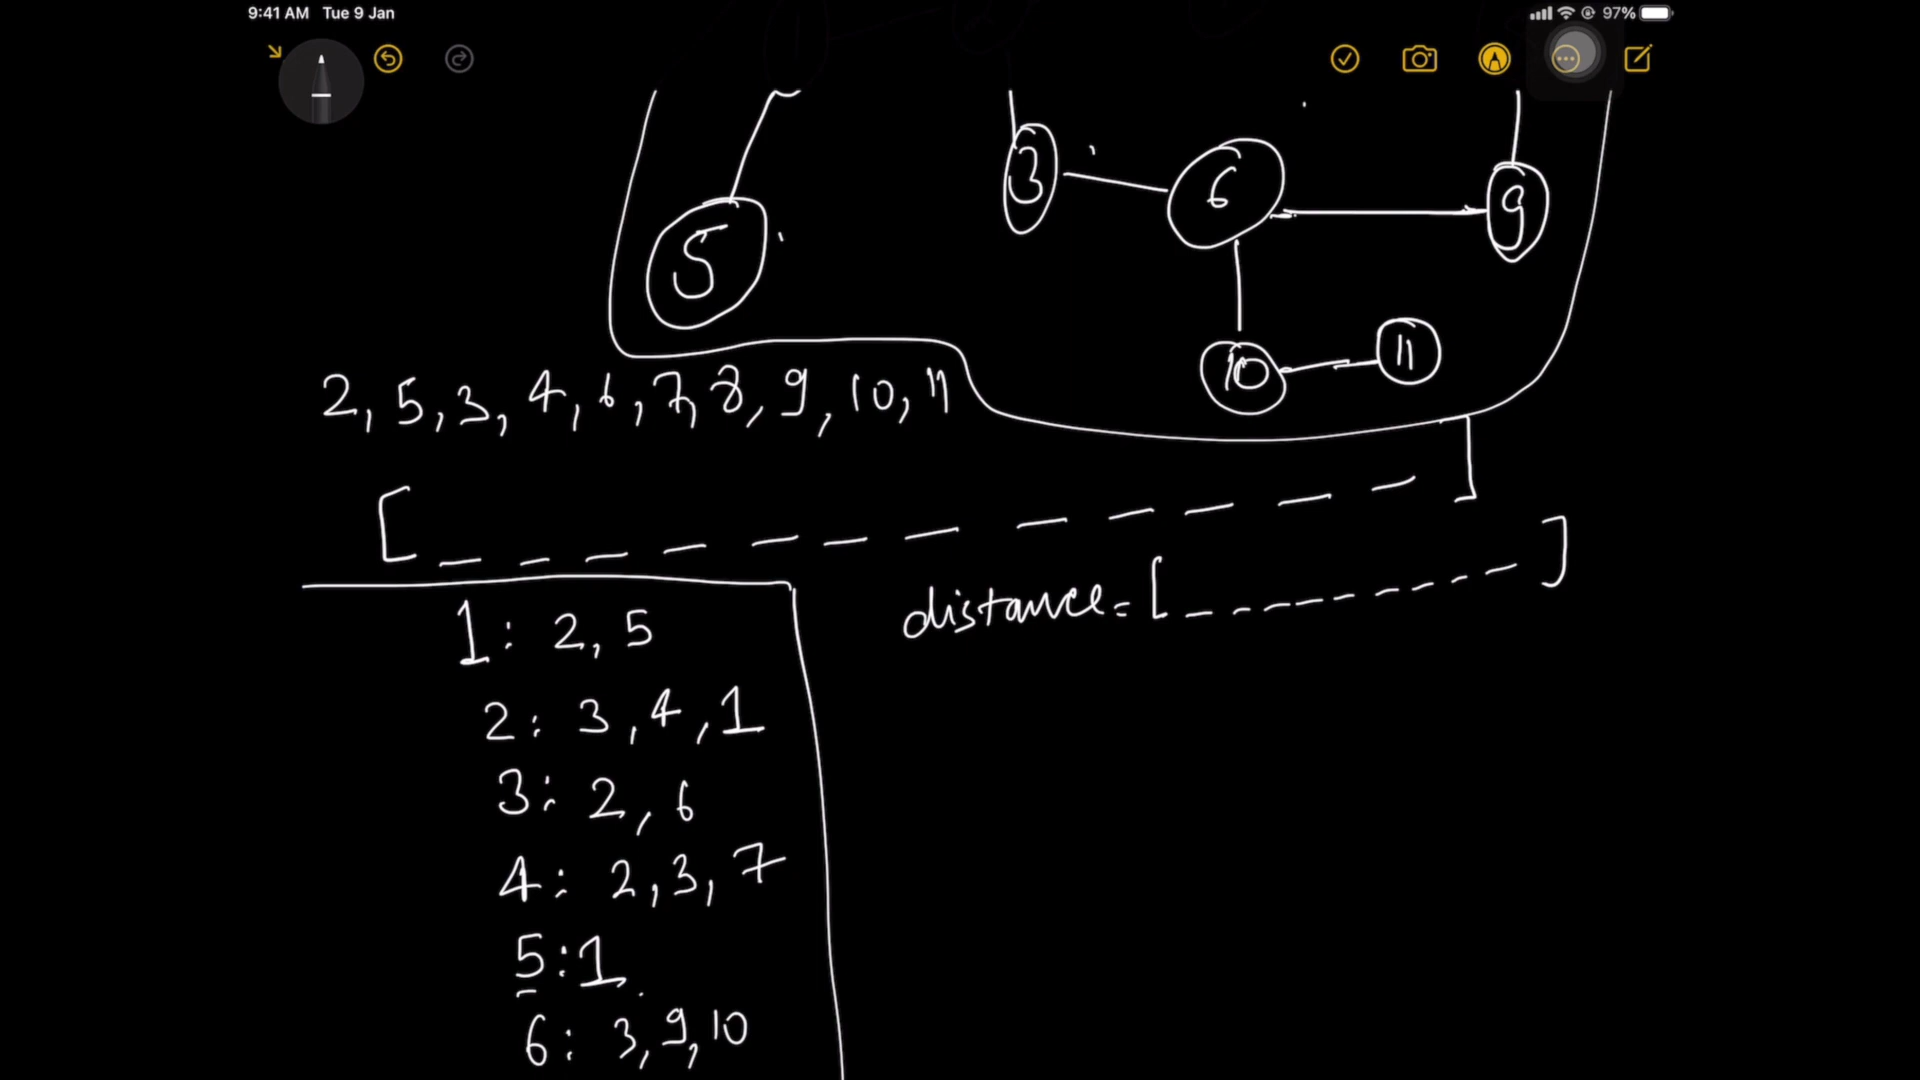 9:41 AM Tue 9 Jan 97%
5
3
6
9
10
11
2, 5, 3, 4, 6, 7, 8, 9, 10, 11
[_ _ _ _ _ _ _ _ _ _ _ _]
distance = [_ _ _ _ _ _ _ _ _ _]
1: 2, 5
2: 3, 4, 1
3: 2, 6
4: 2, 3, 7
5: 1
6: 3, 9, 10